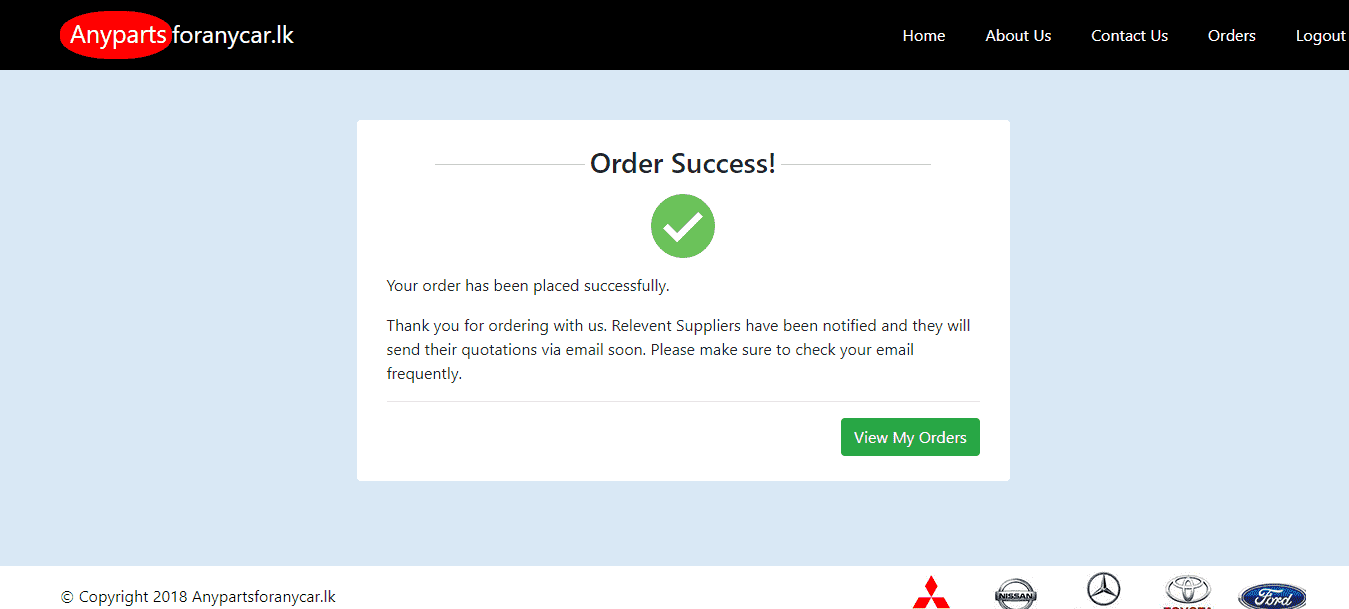 Anypartsforanycar.lk
Home About Us Contact Us Orders Logout
Order Success!
Your order has been placed successfully.
Thank you for ordering with us. Relevent Suppliers have been notified and they will
send their quotations via email soon. Please make sure to check your email
frequently.
View My Orders
© Copyright 2018 Anypartsforanycar.lk
NISSAN
TOYOTA
Ford